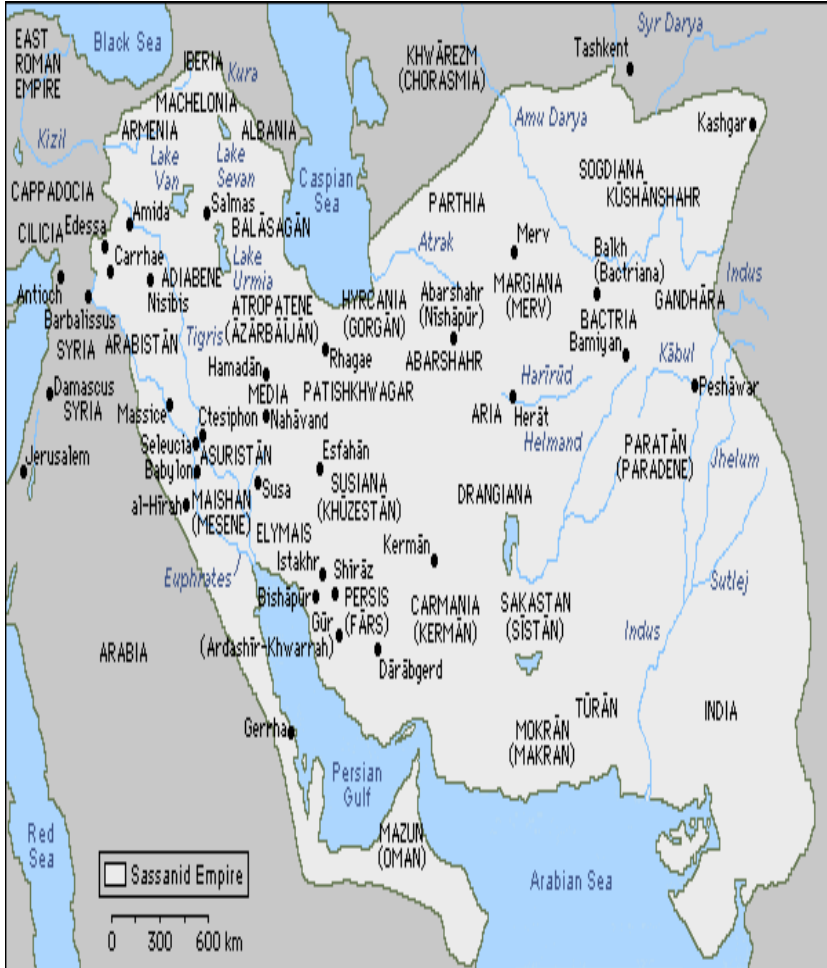 EAST
ROMAN
EMPIRE
Black Sea
IBERIA
Kura
MACHELONIA
ARMENIA
ALBANIA
Kizil
Lake
Van
Lake
Sevan
Caspian
Sea
KHWĀREZM
(CHORASMIA)
Tashkent
Syr Darya
Amu Darya
Kashgar
SOGDIANA
KŪSHĀNSHAHR
CAPPADOCIA
CILICIA
Edessa
Amida
Salmas
BALĀSAGĀN
PARTHIA
Merv
Balkh
(Bactriana)
Indus
Carrhae
Antioch
Barbalissus
ADIABENE
Nisibis
Lake
Urmia
Atrak
MARGIANA
(MERV)
GANDHĀRA
ATROPATENE
(ĀZĀRBĀIJĀN)
HYRCANIA
(GORGĀN)
Abarshahr
(Nīshāpūr)
BACTRIA
Bamiyan
SYRIA
ARABISTĀN
Tigris
Rhagae
ABARSHAHR
Kābul
Peshāwar
Hamadān
MEDIA
PATISHKHWAGAR
Harīrūd
Damascus
SYRIA
Massice
Ctesiphon
Nahāvand
ARIA
Herāt
Helmand
Jerusalem
Seleucia
ASURISTĀN
Babylon
Esfahān
PARATĀN
(PARADENE)
Jhelum
Susa
SUSIANA
(KHŪZESTĀN)
DRANGIANA
al-Hīrah
MAISHAN
(MESENE)
ELYMAIS
Kermān
Euphrates
Istakhr
Shīrāz
Bishāpūr
PERSIS
(FĀRS)
Gūr
(Ardashīr-Khwarrah)
CARMANIA
(KERMĀN)
SAKASTAN
(SĪSTĀN)
Sutlej
Indus
ARABIA
Dārābgerd
TŪRĀN
INDIA
Gerrha
MOKRĀN
(MAKRAN)
Persian
Gulf
Red
Sea
MAZUN
(OMAN)
Arabian Sea
Sassanid Empire
0 300 600 km